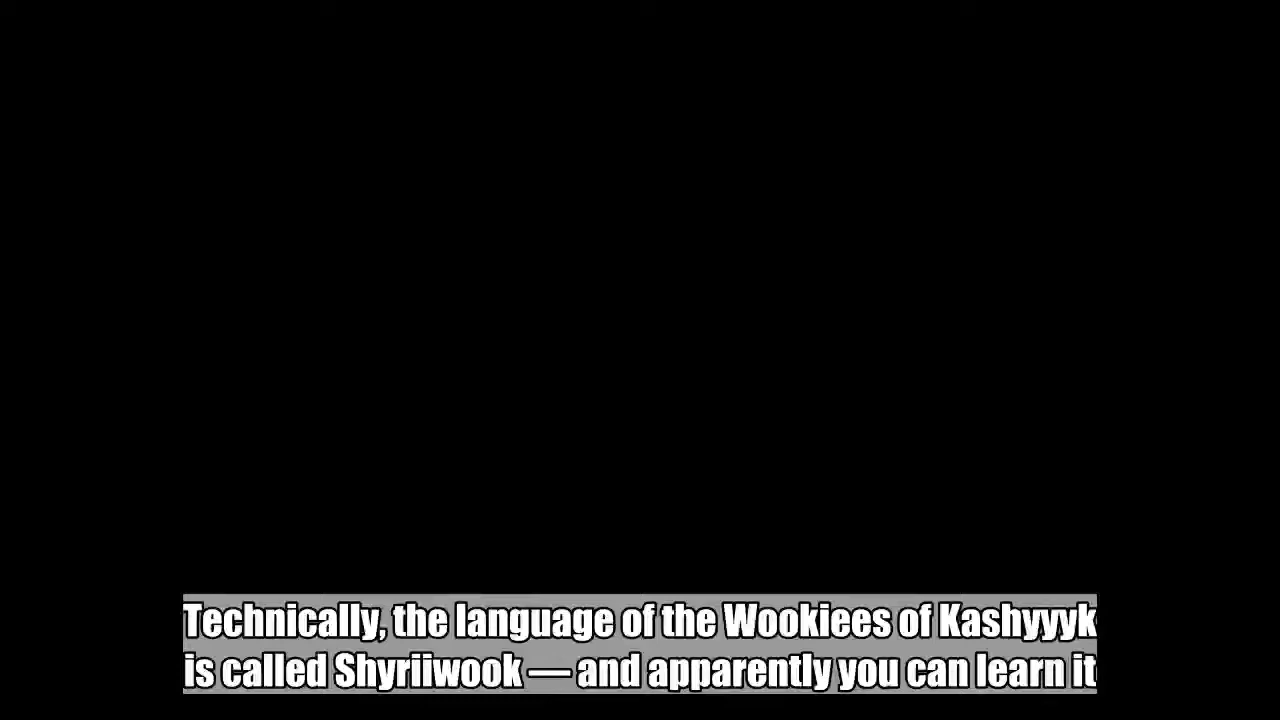 Technically, the language of the Wookiees of Kashyyyk
is called Shyriiwook — and apparently you can learn it